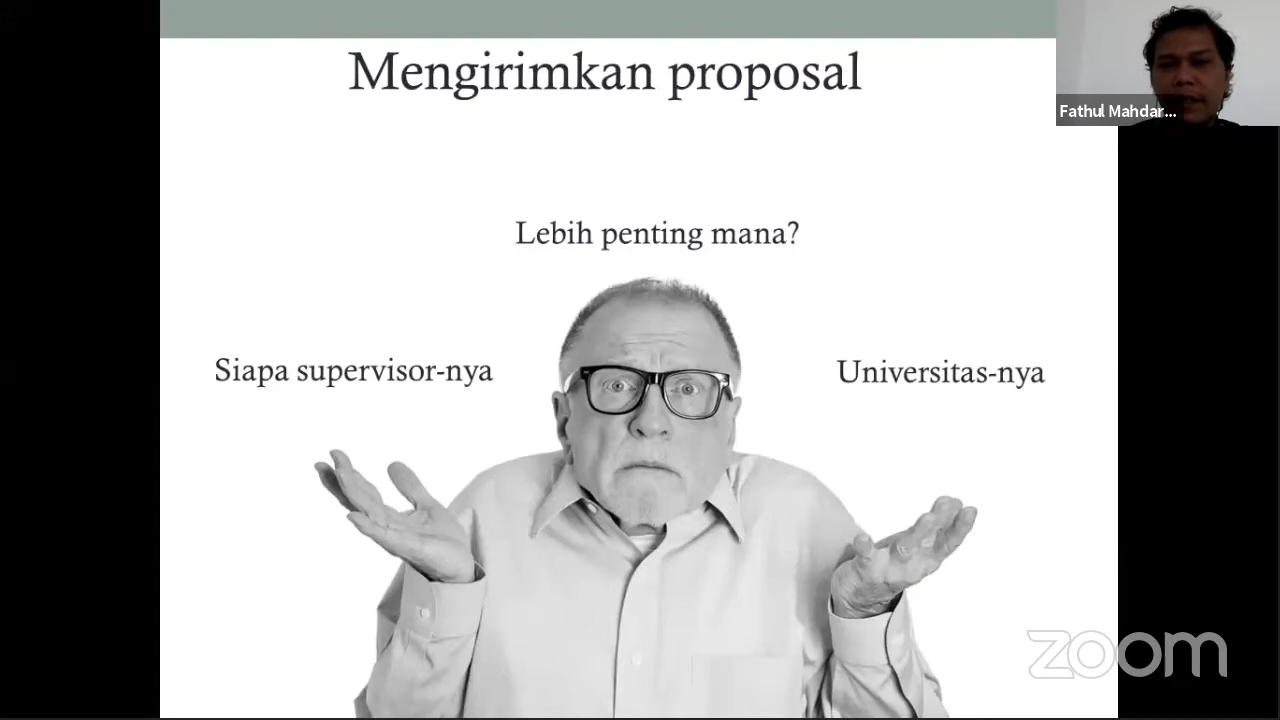 Mengirimkan proposal
Fathul Mahdar...
Lebih penting mana?
Siapa supervisor-nya
Universitas-nya
zoom